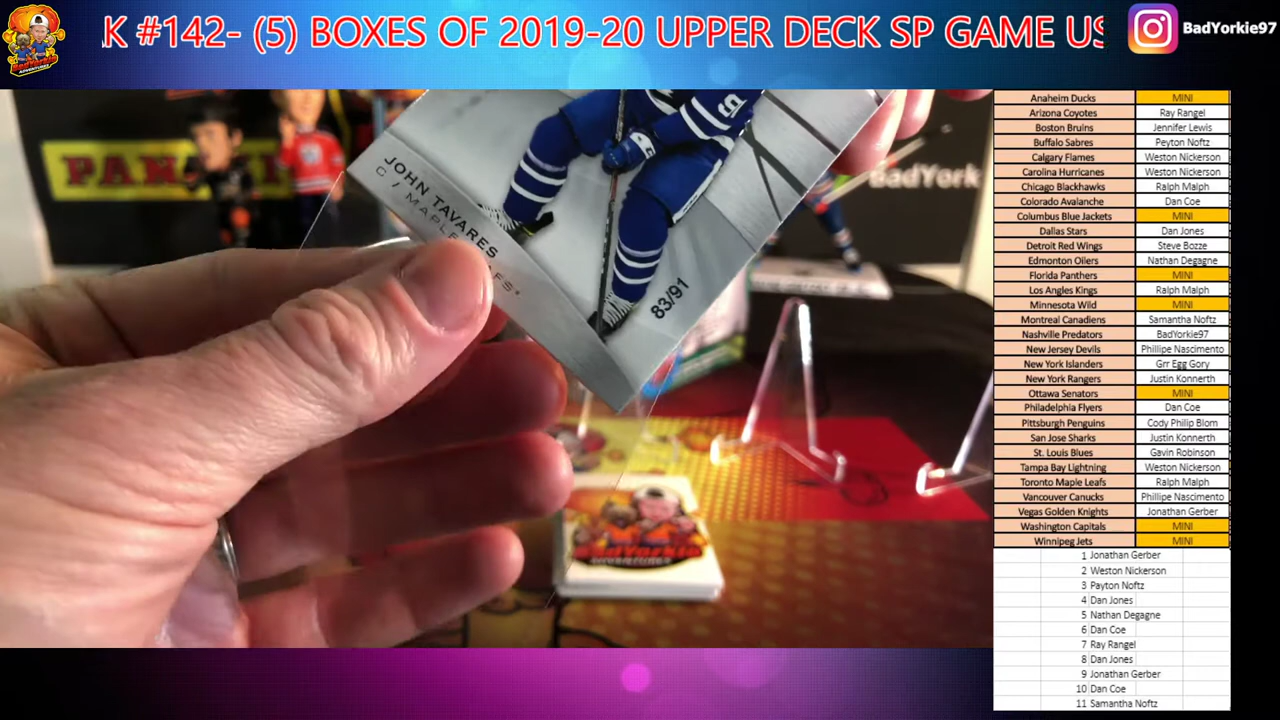 K #142- (5) BOXES OF 2019-20 UPPER DECK SP GAME US
BadYorkie97
PANINI
BadYork
JOHN TAVARES
C / MAPLE
83/91
BadYorkie
Anaheim Ducks MINI
Arizona Coyotes Ray Rangel
Boston Bruins Jennifer Lewis
Buffalo Sabres Peyton Noftz
Calgary Flames Weston Nickerson
Carolina Hurricanes Weston Nickerson
Chicago Blackhawks Ralph Malph
Colorado Avalanche Dan Coe
Columbus Blue Jackets MINI
Dallas Stars Dan Jones
Detroit Red Wings Steve Bozze
Edmonton Oilers Nathan Degagne
Florida Panthers MINI
Los Angles Kings Ralph Malph
Minnesota Wild MINI
Montreal Canadiens Samantha Noftz
Nashville Predators BadYorkie97
New Jersey Devils Phillipe Nascimento
New York Islanders Grr Egg Gory
New York Rangers Justin Konnerth
Ottawa Senators MINI
Philadelphia Flyers Dan Coe
Pittsburgh Penguins Cody Philip Blom
San Jose Sharks Justin Konnerth
St. Louis Blues Gavin Robinson
Tampa Bay Lightning Weston Nickerson
Toronto Maple Leafs Ralph Malph
Vancouver Canucks Phillipe Nascimento
Vegas Golden Knights Jonathan Gerber
Washington Capitals MINI
Winnipeg Jets MINI
1 Jonathan Gerber
2 Weston Nickerson
3 Payton Noftz
4 Dan Jones
5 Nathan Degagne
6 Dan Coe
7 Ray Rangel
8 Dan Jones
9 Jonathan Gerber
10 Dan Coe
11 Samantha Noftz